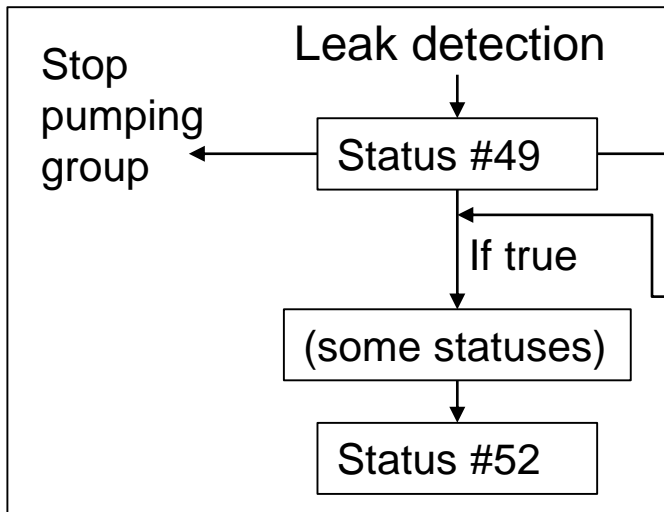 Leak detection
Stop
pumping
group
Status #49
If true
(some statuses)
Status #52